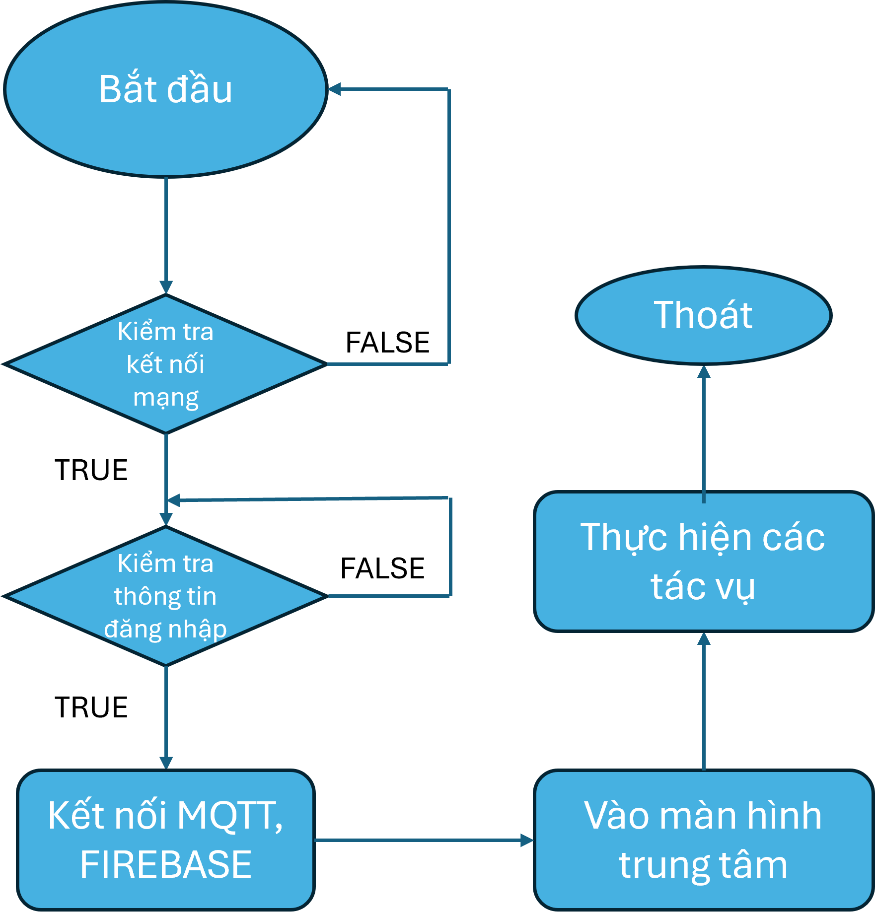 Bắt đầu
Kiểm tra
kết nối
mạng
FALSE
TRUE
Kiểm tra
thông tin
đăng nhập
FALSE
TRUE
Kết nối MQTT,
FIREBASE
Vào màn hình
trung tâm
Thực hiện các
tác vụ
Thoát